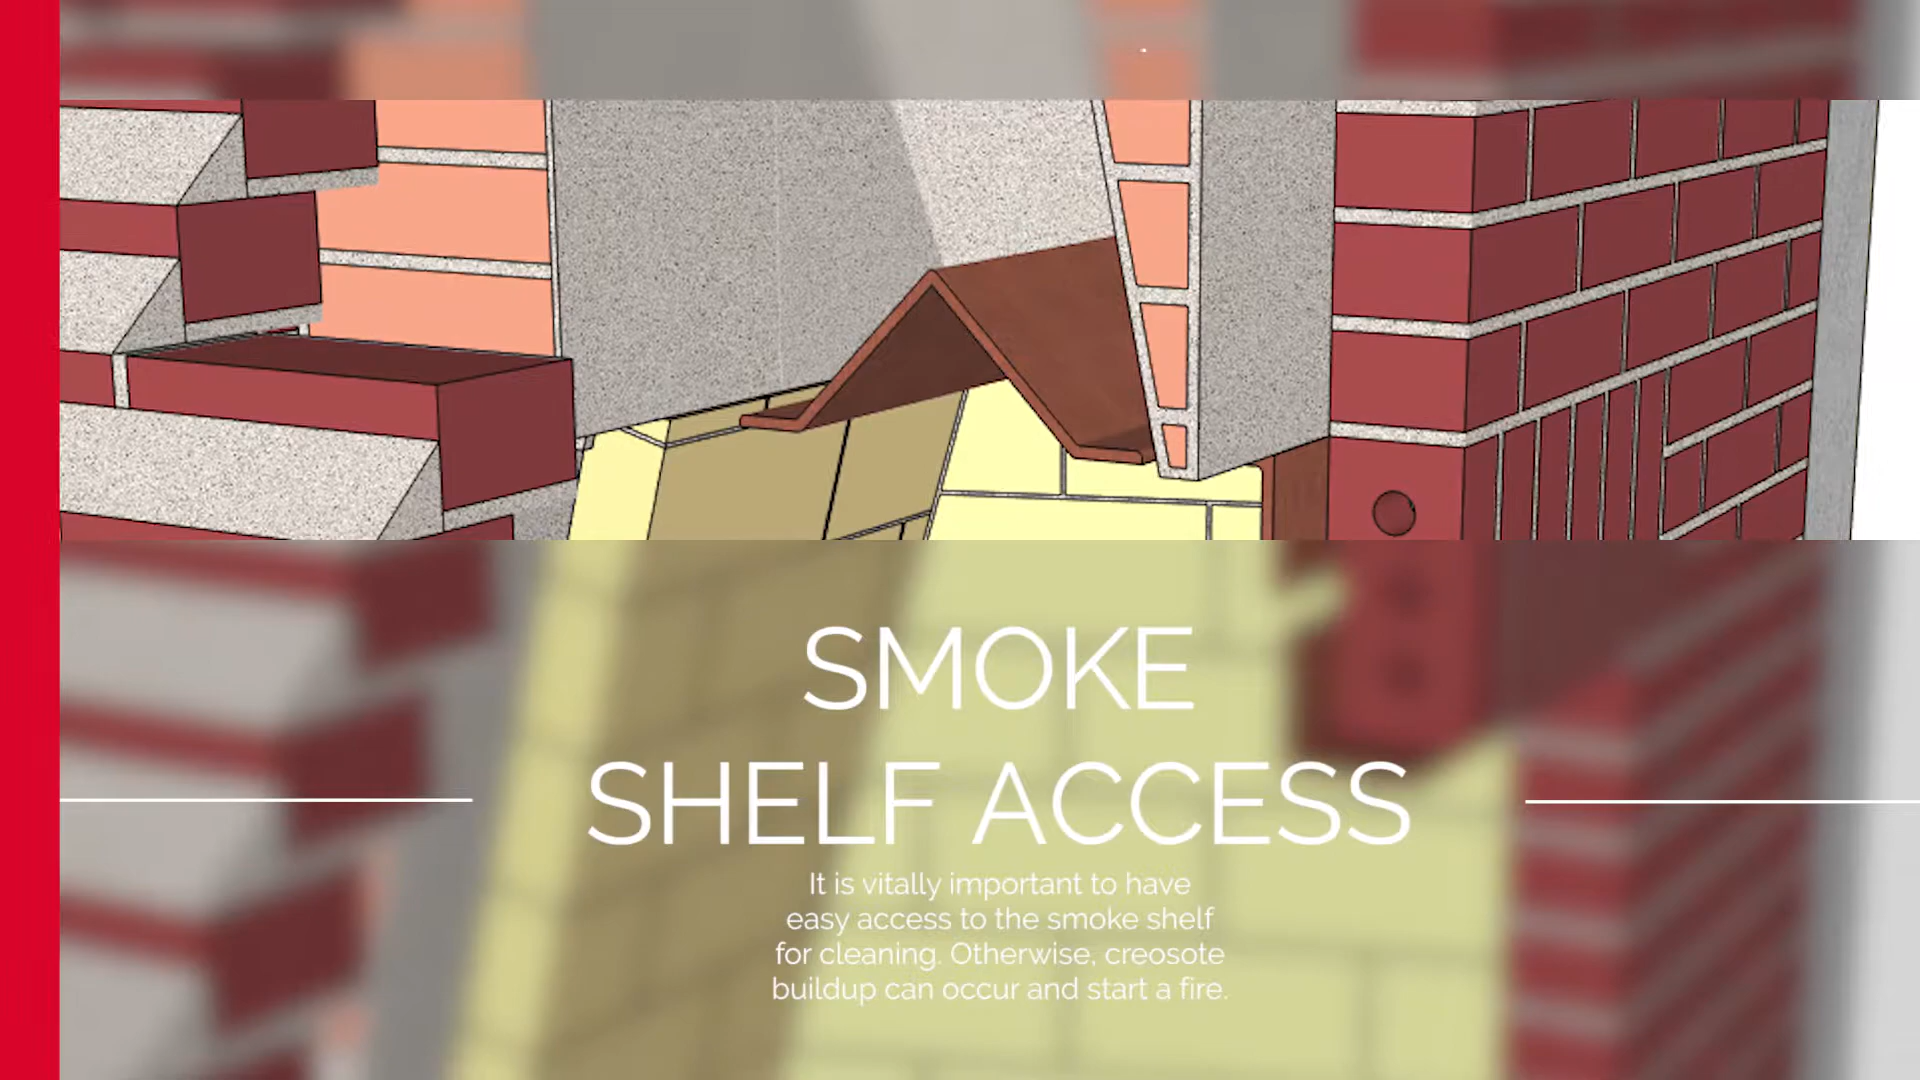 SMOKE
SHELF ACCESS
It is vitally important to have
easy access to the smoke shelf
for cleaning. Otherwise, creosote
buildup can occur and start a fire.